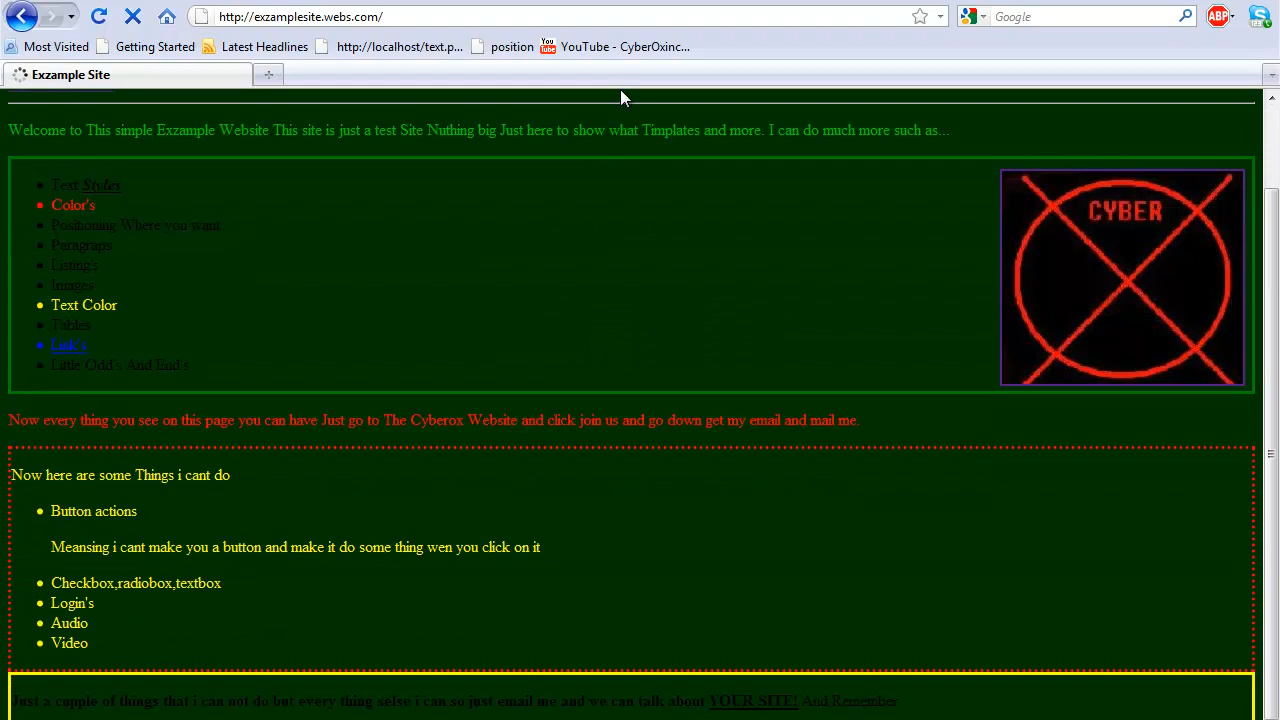 http://exzamplesite.webs.com/
Google
ABP
Most Visited Getting Started Latest Headlines http://localhost/text.p... position You Tube YouTube - CyberOxinc...
Exzample Site
Welcome to This simple Exzample Website This site is just a test Site Nuthing big Just here to show what Timplates and more. I can do much more such as...
Text Styles
Color's
Positioning Where you want
Paragraps
Listing's
Images
Text Color
Tables
Link's
Little Odd's And End's
CYBER
Now every thing you see on this page you can have Just go to The Cyberox Website and click join us and go down get my email and mail me.
Now here are some Things i cant do
Button actions
Meansing i cant make you a button and make it do some thing wen you click on it
Checkbox,radiobox,textbox
Login's
Audio
Video
Just a cupple of things that i can not do but every thing selse i can so just email me and we can talk about YOUR SITE! And Remember